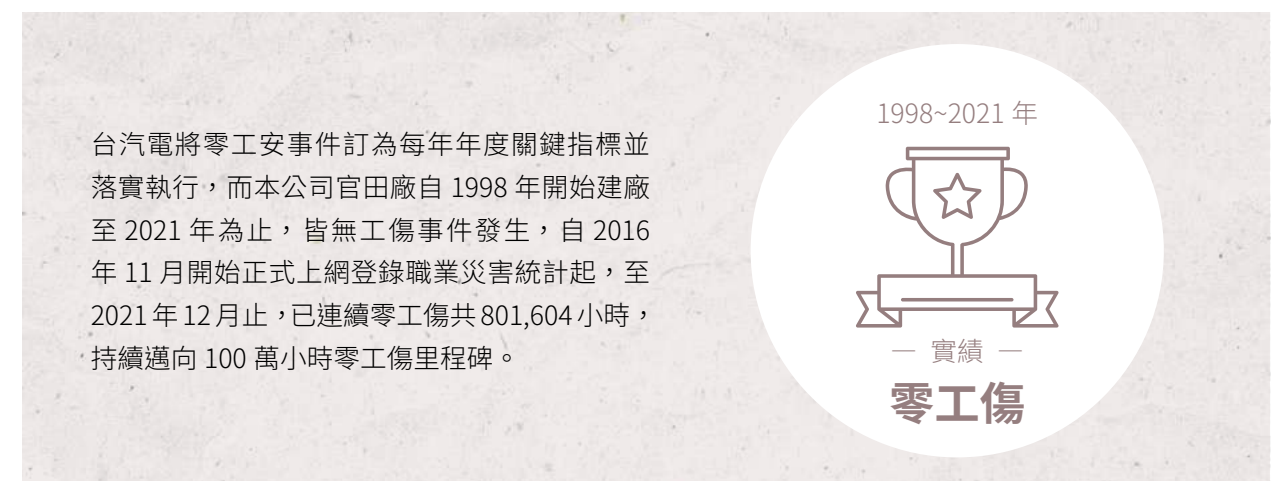 台汽電將零工安事件訂為每年年度關鍵指標並
落實執行，而本公司官田廠自 1998 年開始建廠
至 2021 年為止，皆無工傷事件發生，自 2016
年 11 月開始正式上網登錄職業災害統計起，至
2021 年 12 月止，已連續零工傷共 801,604 小時，
持續邁向 100 萬小時零工傷里程碑。
1998~2021 年
— 實績 —
零工傷